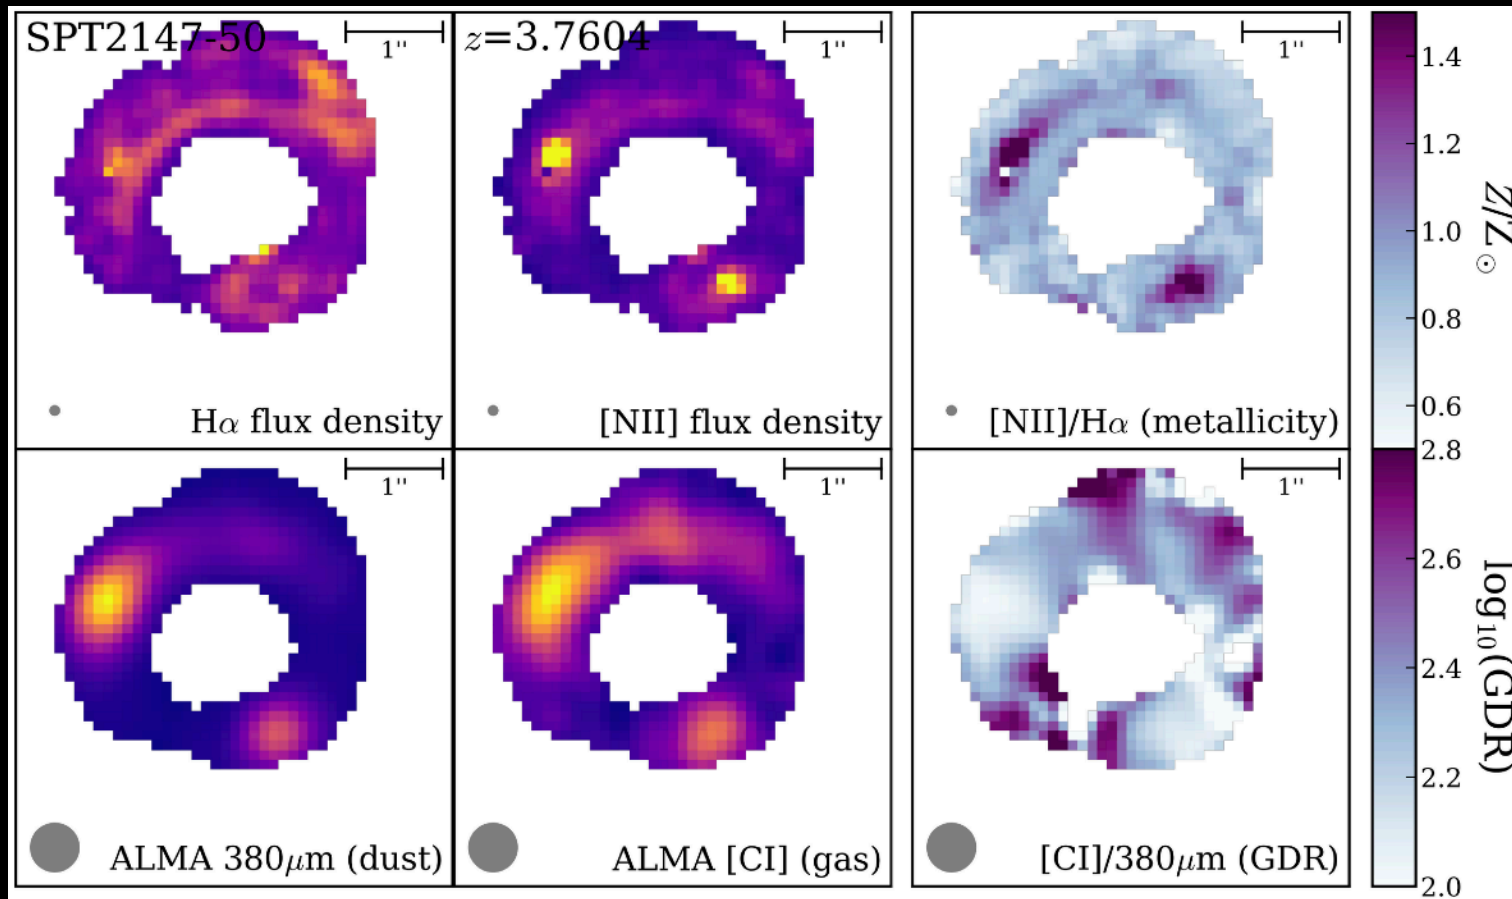 SPT2147-50
1''
Hα flux density
z=3.7604
1''
[NII] flux density
1''
[NII]/Hα (metallicity)
1.4
1.2
1.0
0.8
0.6
Z/Z☉
1''
ALMA 380μm (dust)
1''
ALMA [CI] (gas)
1''
[CI]/380μm (GDR)
2.8
2.6
2.4
2.2
2.0
log₁₀(GDR)